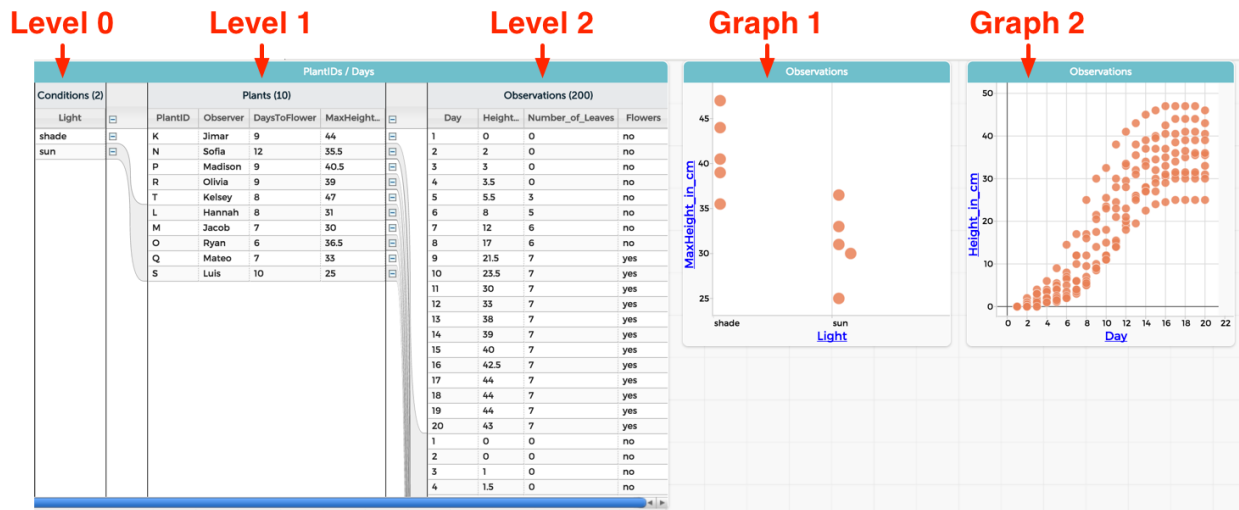 Level 0 Level 1 Level 2 Graph 1 Graph 2
PlantIDs / Days
Conditions (2) Plants (10) Observations (200)
Light PlantID Observer DaysToFlower MaxHeight... Day Height... Number_of_Leaves Flowers
shade K Jimar 9 44 1 0 0 no
sun N Sofia 12 35.5 2 2 0 no
P Madison 9 40.5 3 3 0 no
R Olivia 9 39 4 3.5 0 no
T Kelsey 8 47 5 5.5 3 no
L Hannah 8 31 6 8 5 no
M Jacob 7 30 7 12 6 no
O Ryan 6 36.5 8 17 6 no
Q Mateo 7 33 9 21.5 7 yes
S Luis 10 25 10 23.5 7 yes
11 30 7 yes
12 33 7 yes
13 38 7 yes
14 39 7 yes
15 40 7 yes
16 42.5 7 yes
17 44 7 yes
18 44 7 yes
19 44 7 yes
20 43 7 yes
1 0 0 no
2 0 0 no
3 1 0 no
4 1.5 0 no
Observations
MaxHeight_in_cm
45
40
35
30
25
shade sun
Light
Observations
Height_in_cm
50
40
30
20
10
0
0 2 4 6 8 10 12 14 16 18 20 22
Day